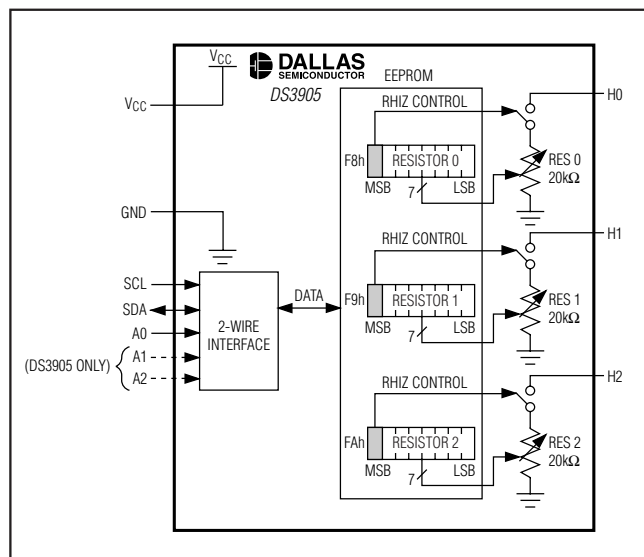 VCC
DALLAS
SEMICONDUCTOR
DS3905
EEPROM
VCC
GND
SCL
SDA
A0
A1
A2
(DS3905 ONLY)
2-WIRE
INTERFACE
DATA
RHIZ CONTROL
F8h
RESISTOR 0
MSB
7
LSB
H0
RES 0
20kΩ
RHIZ CONTROL
F9h
RESISTOR 1
MSB
7
LSB
H1
RES 1
20kΩ
RHIZ CONTROL
FAh
RESISTOR 2
MSB
7
LSB
H2
RES 2
20kΩ